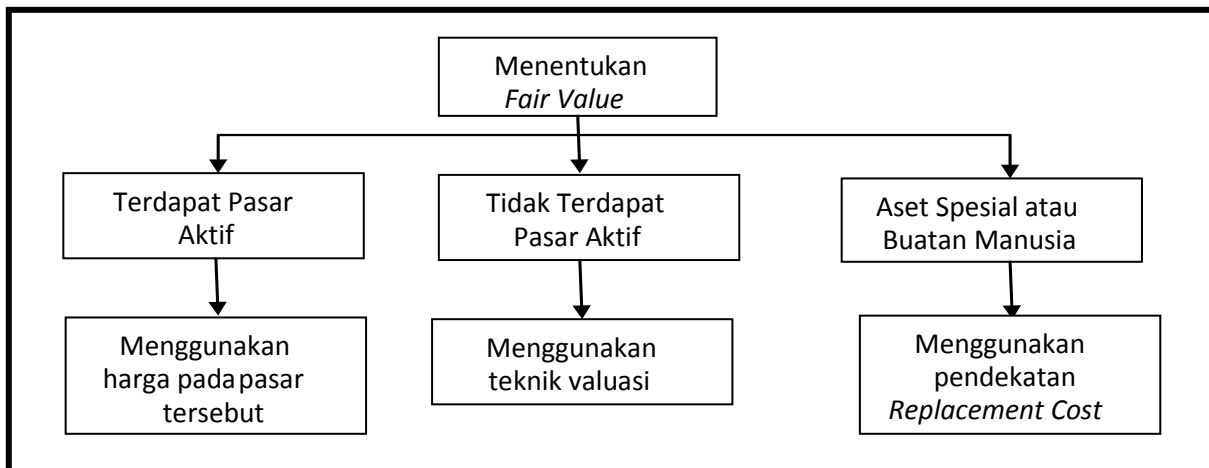 Menentukan
Fair Value
Terdapat Pasar
Aktif
Tidak Terdapat
Pasar Aktif
Aset Spesial atau
Buatan Manusia
Menggunakan
harga pada pasar
tersebut
Menggunakan
teknik valuasi
Menggunakan
pendekatan
Replacement Cost